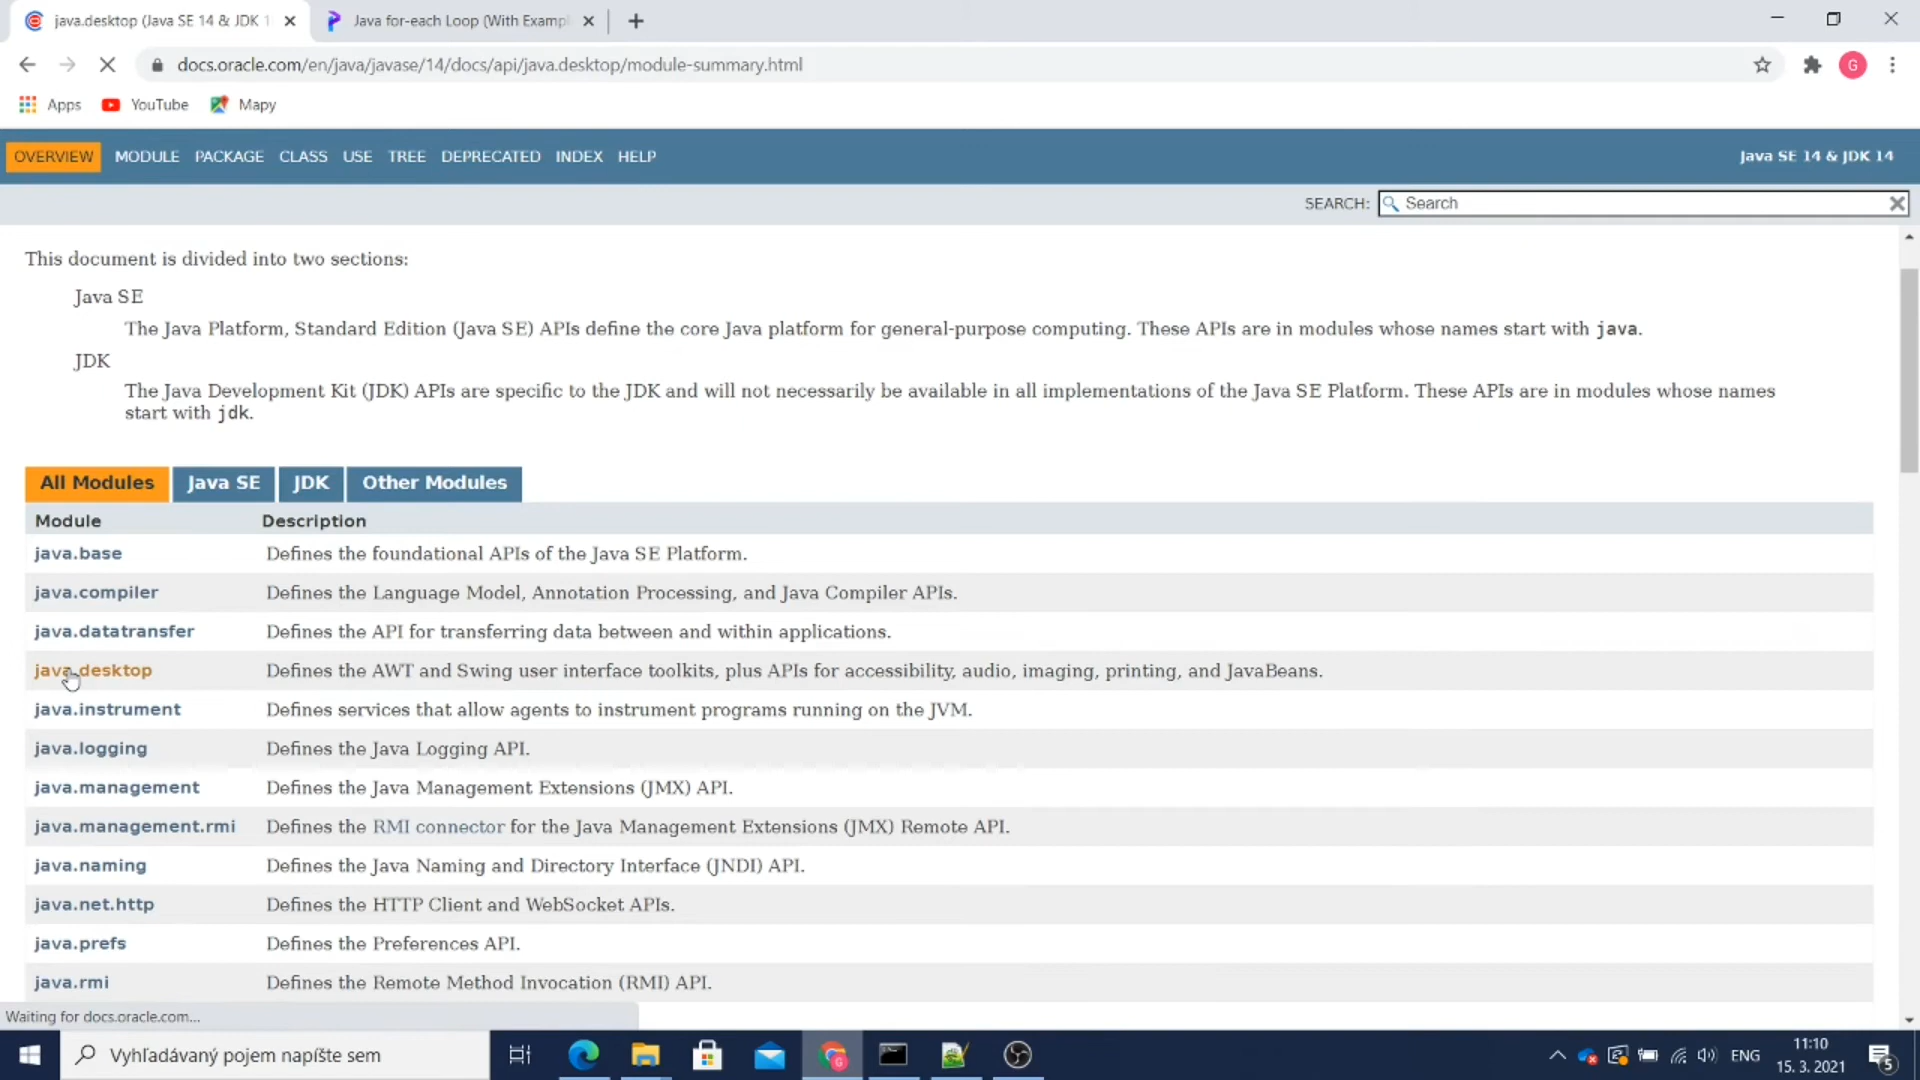 java.desktop (Java SE 14 & JDK 1
Java for-each Loop (With Exampl
docs.oracle.com/en/java/javase/14/docs/api/java.desktop/module-summary.html
G
Apps
YouTube
Mapy
OVERVIEW MODULE PACKAGE CLASS USE TREE DEPRECATED INDEX HELP
Java SE 14 & JDK 14
SEARCH: Search
This document is divided into two sections:
Java SE
The Java Platform, Standard Edition (Java SE) APIs define the core Java platform for general-purpose computing. These APIs are in modules whose names start with java.
JDK
The Java Development Kit (JDK) APIs are specific to the JDK and will not necessarily be available in all implementations of the Java SE Platform. These APIs are in modules whose names
start with jdk.
All Modules Java SE JDK Other Modules
Module Description
java.base Defines the foundational APIs of the Java SE Platform.
java.compiler Defines the Language Model, Annotation Processing, and Java Compiler APIs.
java.datatransfer Defines the API for transferring data between and within applications.
java.desktop Defines the AWT and Swing user interface toolkits, plus APIs for accessibility, audio, imaging, printing, and JavaBeans.
java.instrument Defines services that allow agents to instrument programs running on the JVM.
java.logging Defines the Java Logging API.
java.management Defines the Java Management Extensions (JMX) API.
java.management.rmi Defines the RMI connector for the Java Management Extensions (JMX) Remote API.
java.naming Defines the Java Naming and Directory Interface (JNDI) API.
java.net.http Defines the HTTP Client and WebSocket APIs.
java.prefs Defines the Preferences API.
java.rmi Defines the Remote Method Invocation (RMI) API.
Waiting for docs.oracle.com...
Vyhľadávaný pojem napíšte sem
ENG
11:10
15. 3. 2021
5